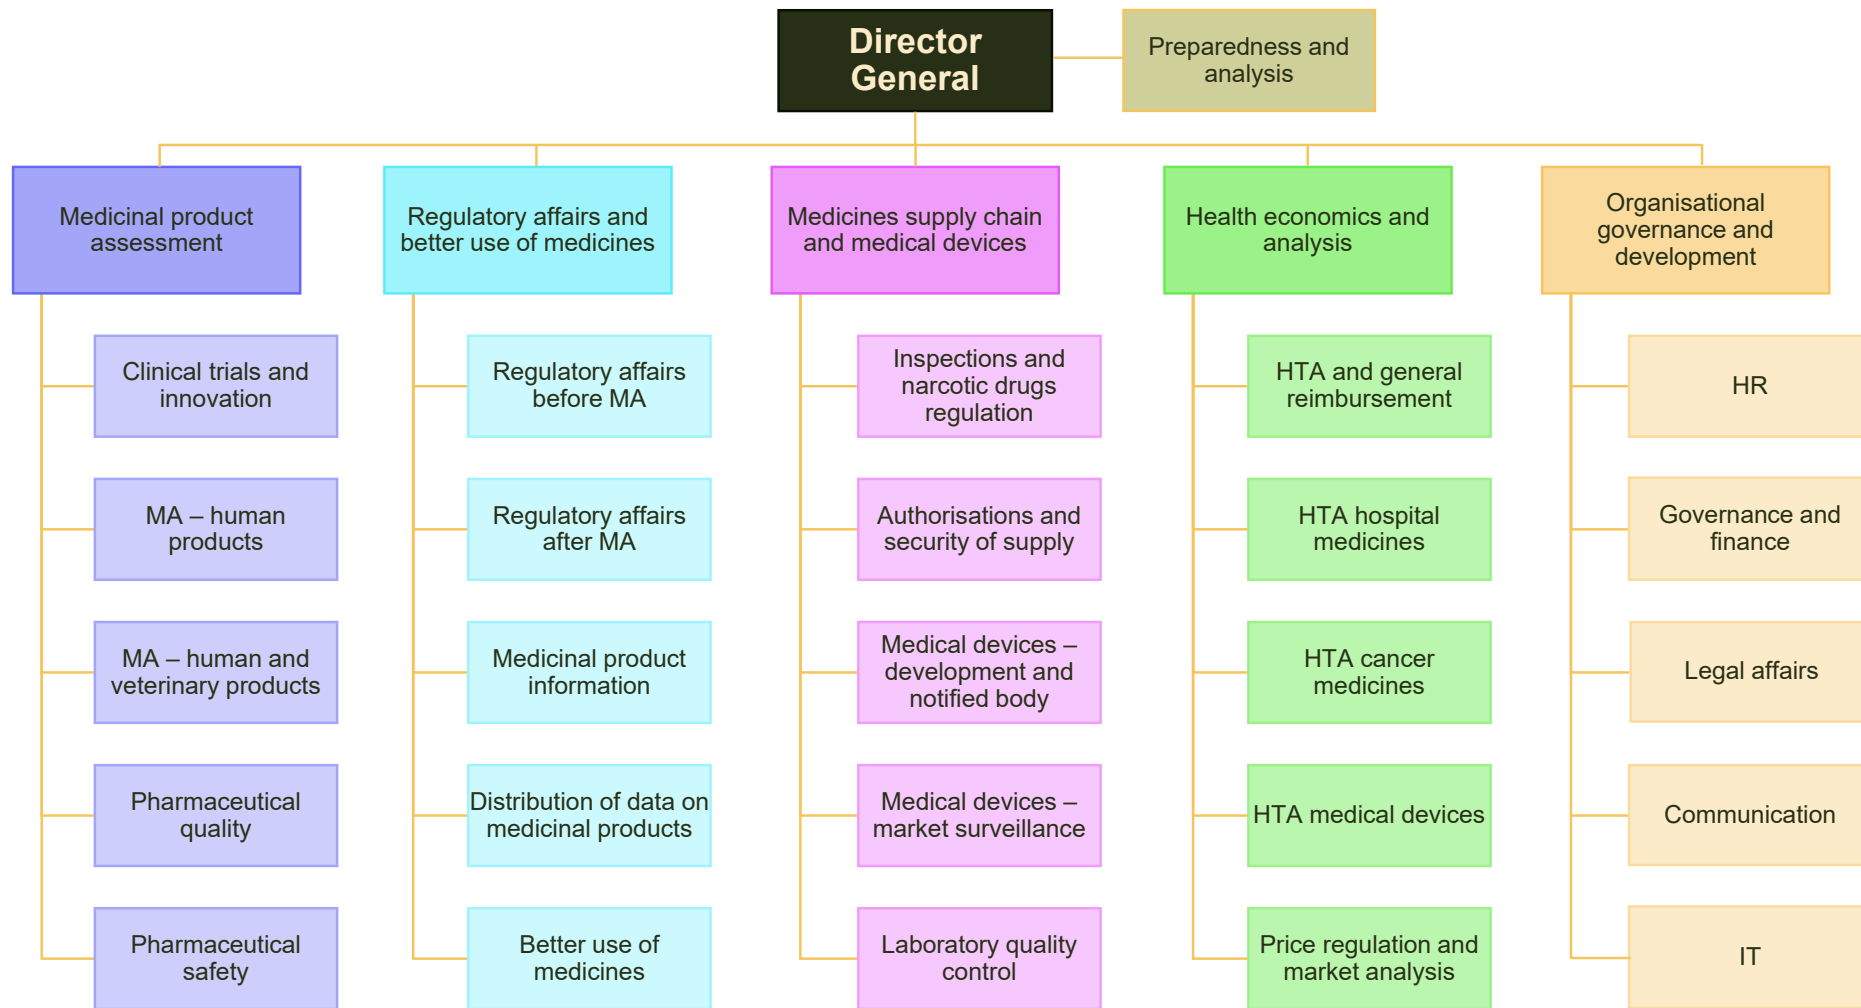 Director
General
Preparedness and
analysis
Medicinal product
assessment
Regulatory affairs and
better use of medicines
Medicines supply chain
and medical devices
Health economics and
analysis
Organisational
governance and
development
Clinical trials and
innovation
MA – human
products
MA – human and
veterinary products
Pharmaceutical
quality
Pharmaceutical
safety
Regulatory affairs
before MA
Regulatory affairs
after MA
Medicinal product
information
Distribution of data on
medicinal products
Better use of
medicines
Inspections and
narcotic drugs
regulation
Authorisations and
security of supply
Medical devices –
development and
notified body
Medical devices –
market surveillance
Laboratory quality
control
HTA and general
reimbursement
HTA hospital
medicines
HTA cancer
medicines
HTA medical devices
Price regulation and
market analysis
HR
Governance and
finance
Legal affairs
Communication
IT